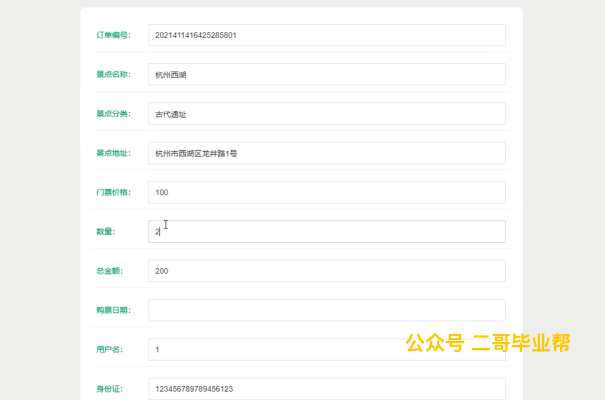 订单编号： 2021411416425285801
景点名称： 杭州西湖
景点分类： 古代遗址
景点地址： 杭州市西湖区龙井路1号
门票价格： 100
数量： 2
总金额： 200
购票日期：
用户名： 1
公众号 二哥毕业帮
身份证： 123456789789456123